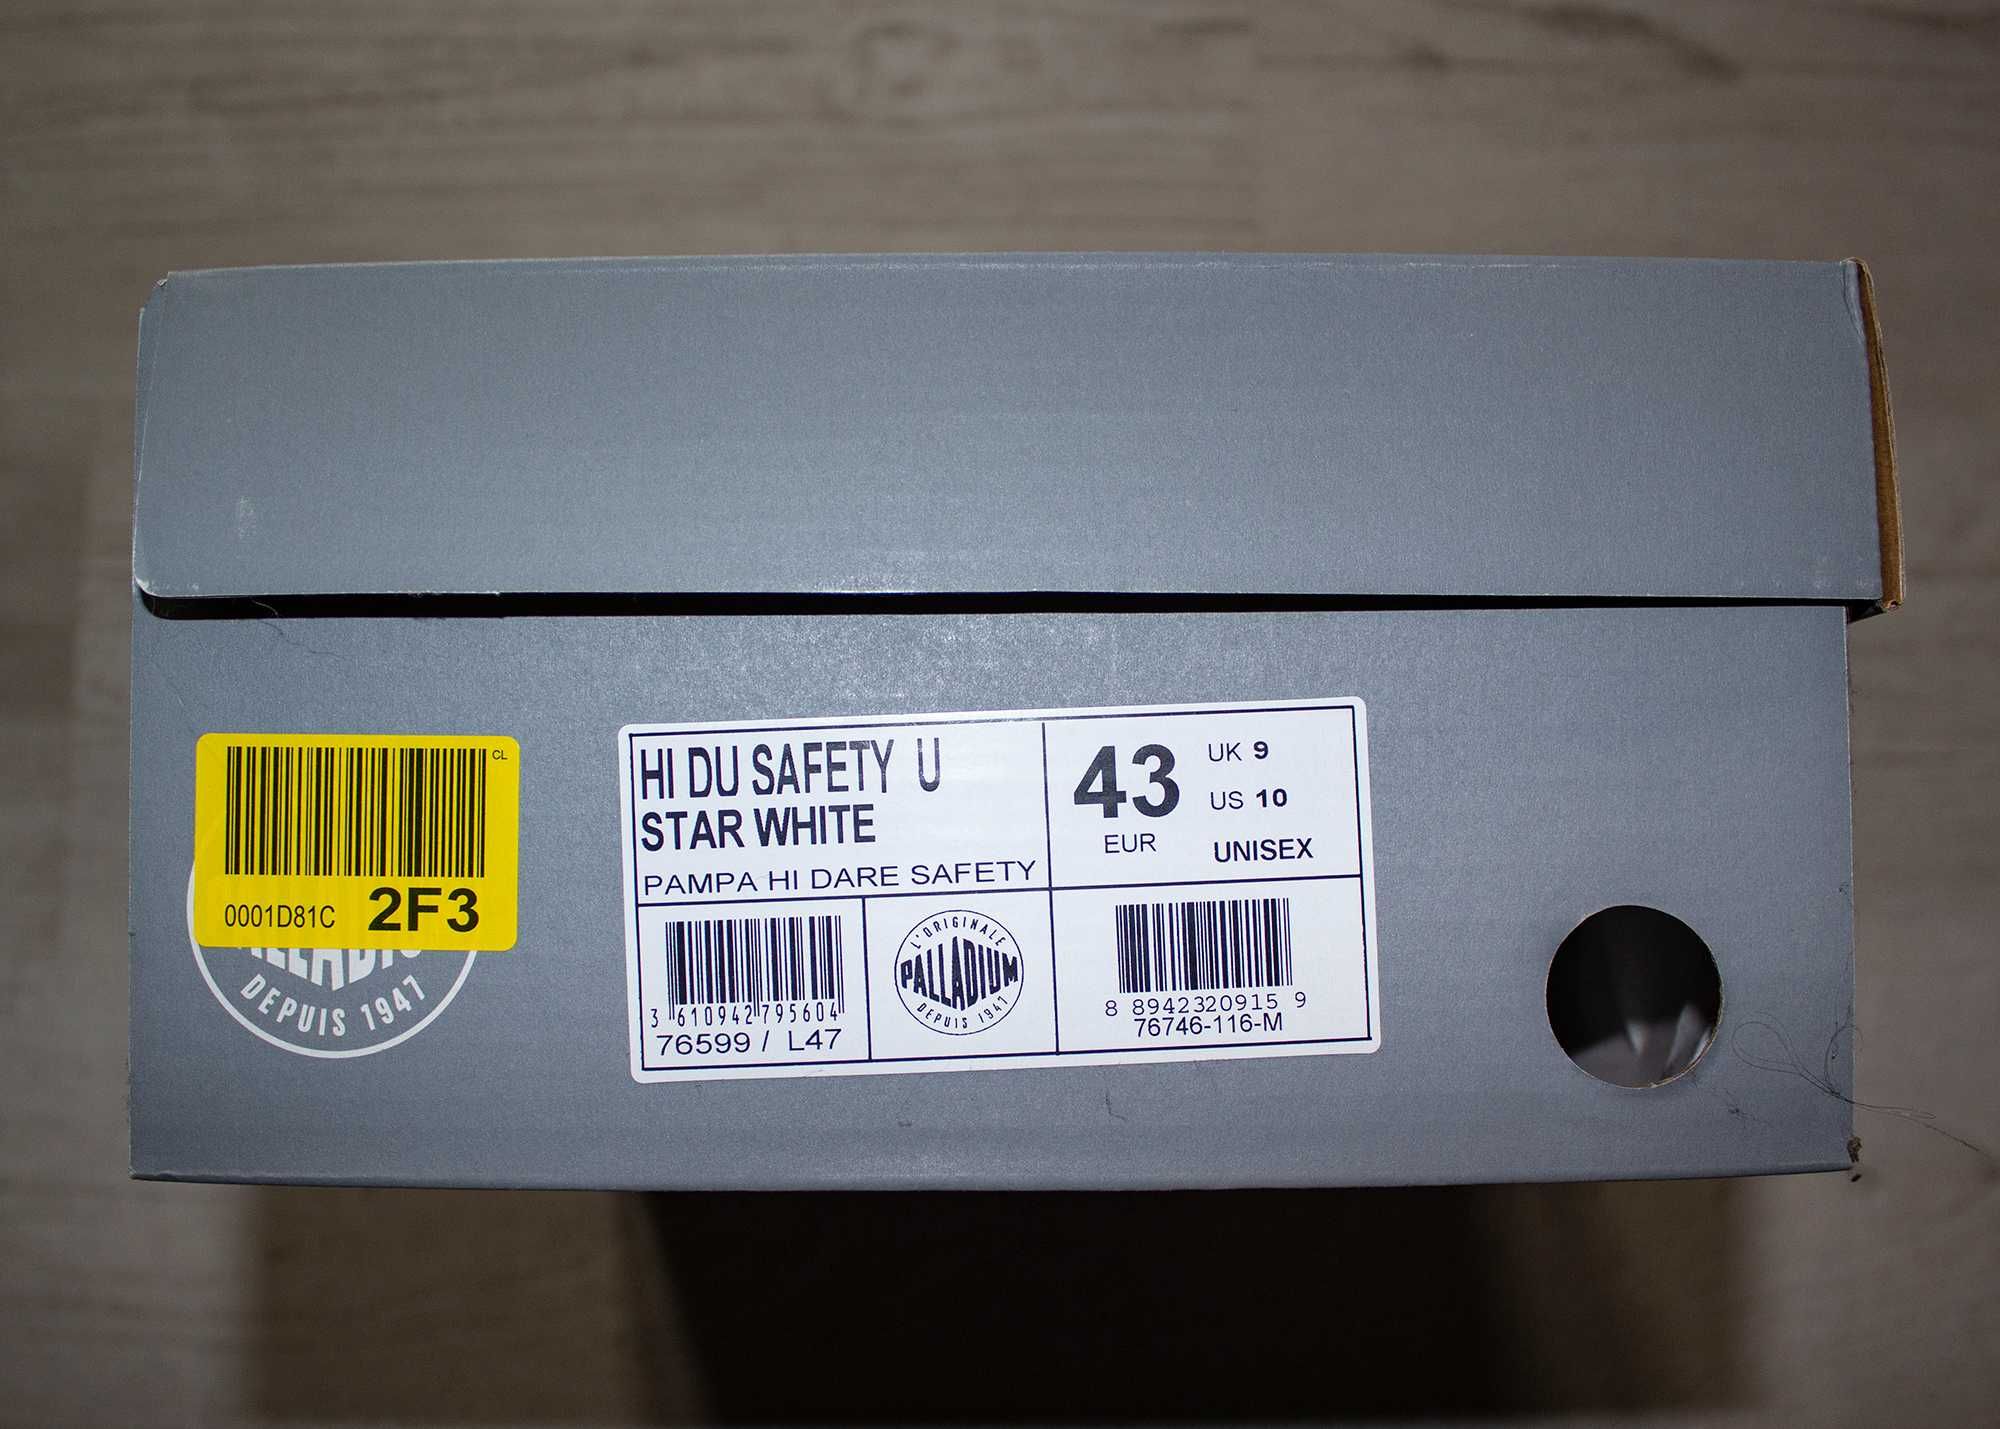 CL
0001D81C 2F3
DEPUIS 1947
HI DU SAFETY U
STAR WHITE
PAMPA HI DARE SAFETY
43
EUR
UK 9
US 10
UNISEX
3 610942 795604
76599 / L47
L'ORIGINALE
PALLADIUM
DEPUIS 1947
8 8942320915 9
76746-116-M